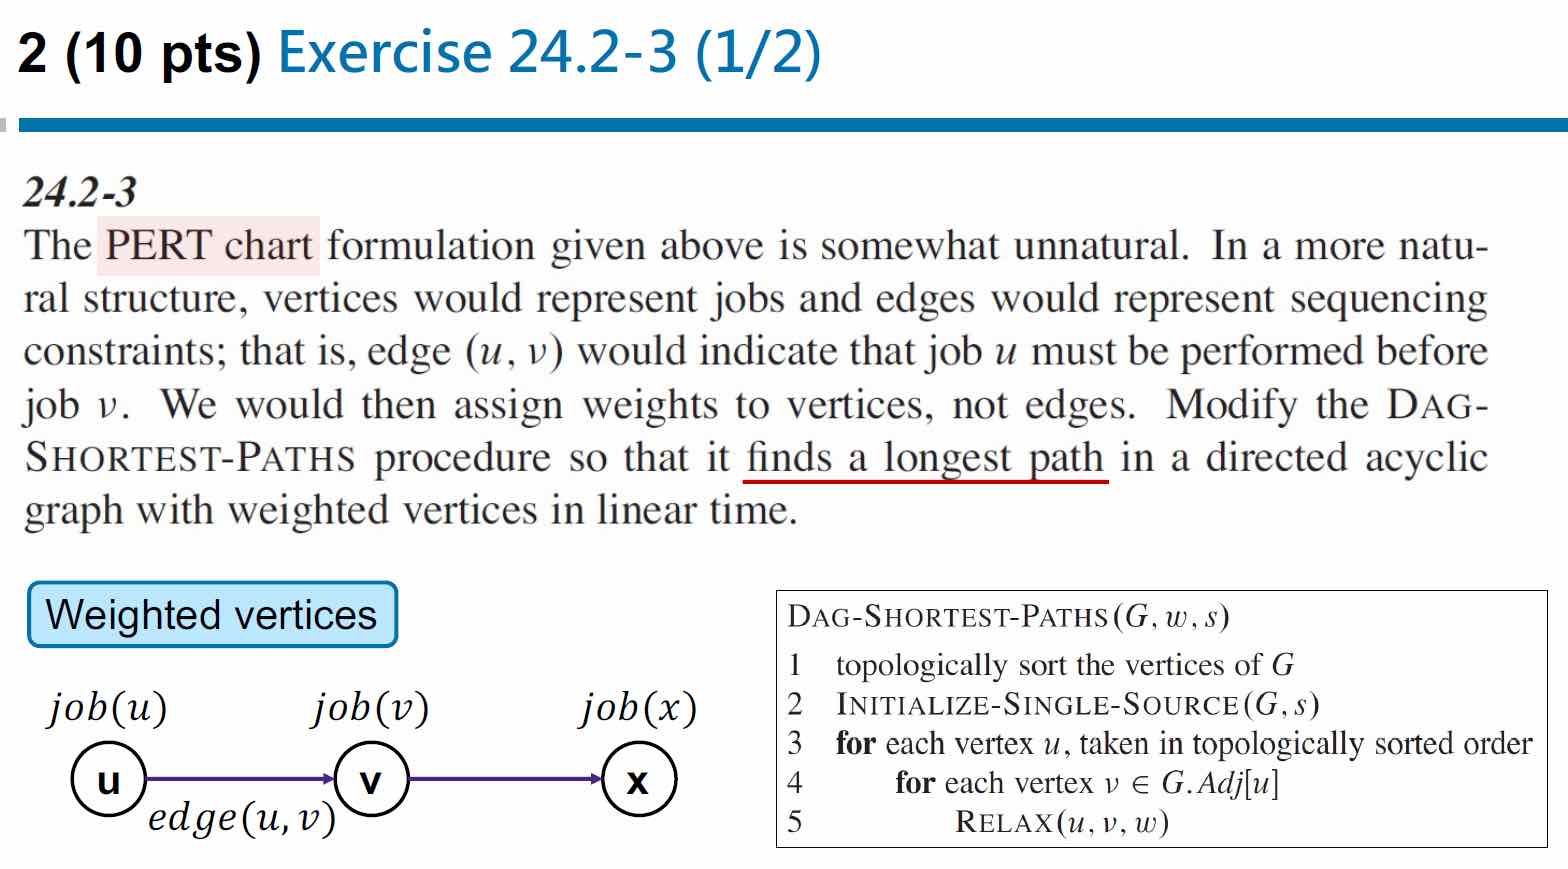 2 (10 pts) Exercise 24.2-3 (1/2)
24.2-3
The PERT chart formulation given above is somewhat unnatural. In a more natu-
ral structure, vertices would represent jobs and edges would represent sequencing
constraints; that is, edge (u, v) would indicate that job u must be performed before
job v. We would then assign weights to vertices, not edges. Modify the DAG-
SHORTEST-PATHS procedure so that it finds a longest path in a directed acyclic
graph with weighted vertices in linear time.
Weighted vertices
job(u) job(v) job(x)
u v x
edge(u, v)
DAG-SHORTEST-PATHS(G, w, s)
1 topologically sort the vertices of G
2 INITIALIZE-SINGLE-SOURCE(G, s)
3 for each vertex u, taken in topologically sorted order
4 for each vertex v ∈ G.Adj[u]
5 RELAX(u, v, w)